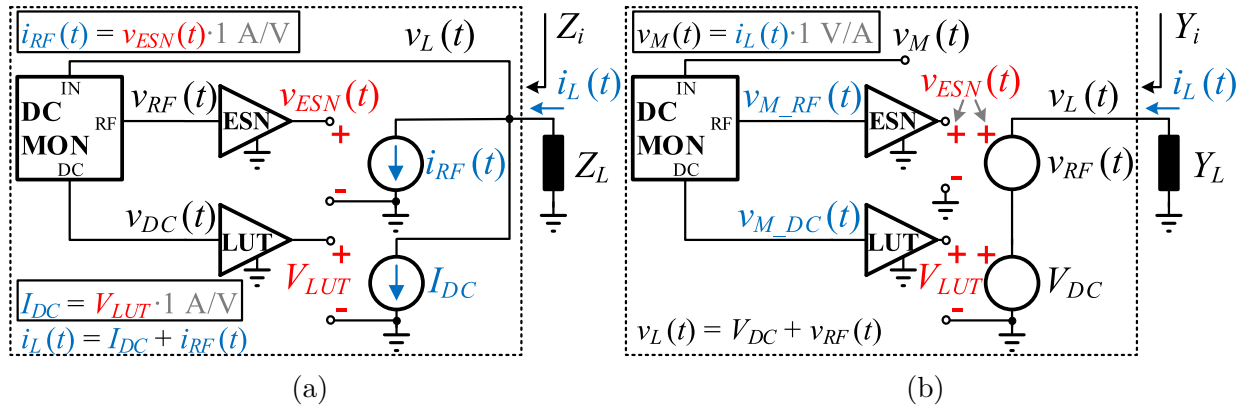 i_RF(t) = v_ESN(t)·1 A/V
v_L(t)
Z_i
IN
DC
MON
RF
DC
v_RF(t)
ESN
v_ESN(t)
i_L(t)
+
-
i_RF(t)
Z_L
v_DC(t)
LUT
+
V_LUT
-
I_DC
I_DC = V_LUT·1 A/V
i_L(t) = I_DC + i_RF(t)
(a)
v_M(t) = i_L(t)·1 V/A
v_M(t)
Y_i
IN
DC
MON
RF
DC
v_M_RF(t)
ESN
v_ESN(t)
v_L(t)
i_L(t)
+ +
-
v_RF(t)
Y_L
v_M_DC(t)
LUT
+ +
V_LUT
-
V_DC
v_L(t) = V_DC + v_RF(t)
(b)